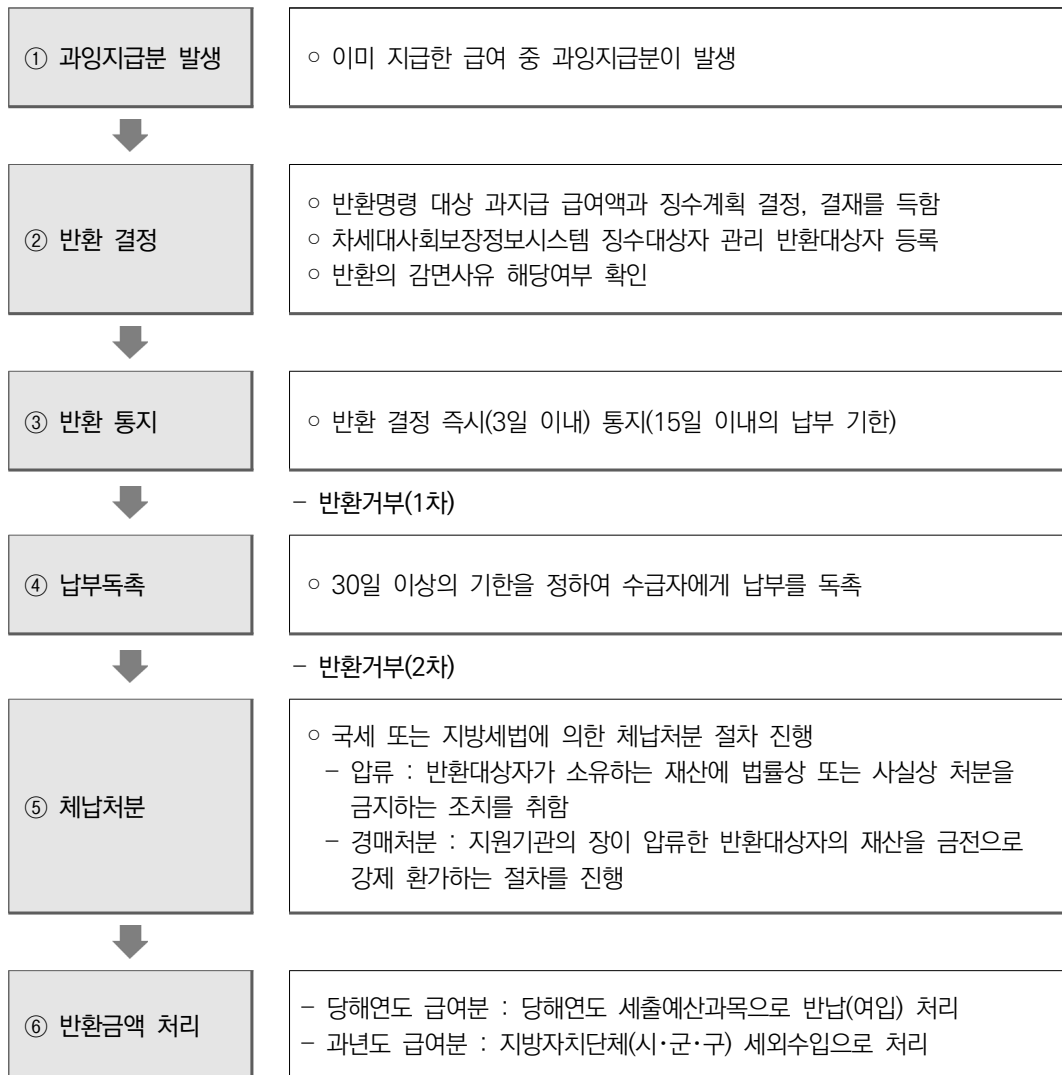 ① 과잉지급분 발생
○ 이미 지급한 급여 중 과잉지급분이 발생
② 반환 결정
○ 반환명령 대상 과지급 급여액과 징수계획 결정, 결재를 득함
○ 차세대사회보장정보시스템 징수대상자 관리 반환대상자 등록
○ 반환의 감면사유 해당여부 확인
③ 반환 통지
○ 반환 결정 즉시(3일 이내) 통지(15일 이내의 납부 기한)
- 반환거부(1차)
④ 납부독촉
○ 30일 이상의 기한을 정하여 수급자에게 납부를 독촉
- 반환거부(2차)
⑤ 체납처분
○ 국세 또는 지방세법에 의한 체납처분 절차 진행
- 압류 : 반환대상자가 소유하는 재산에 법률상 또는 사실상 처분을
금지하는 조치를 취함
- 경매처분 : 지원기관의 장이 압류한 반환대상자의 재산을 금전으로
강제 환가하는 절차를 진행
⑥ 반환금액 처리
- 당해연도 급여분 : 당해연도 세출예산과목으로 반납(여입) 처리
- 과년도 급여분 : 지방자치단체(시·군·구) 세외수입으로 처리